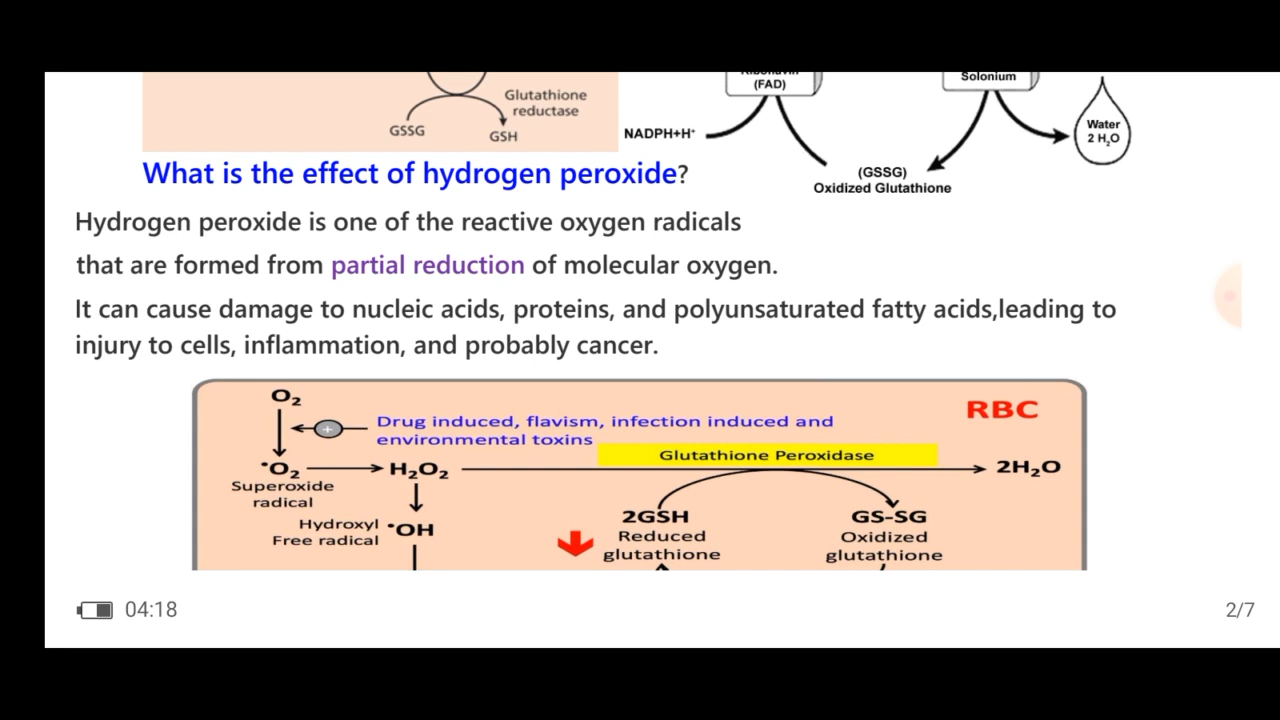 Riboflavin
(FAD)
Solonium
Glutathione
reductase
GSSG
GSH
NADPH+H⁺
Water
2 H₂O
(GSSG)
Oxidized Glutathione
What is the effect of hydrogen peroxide?
Hydrogen peroxide is one of the reactive oxygen radicals
that are formed from partial reduction of molecular oxygen.
It can cause damage to nucleic acids, proteins, and polyunsaturated fatty acids,leading to
injury to cells, inflammation, and probably cancer.
O₂
RBC
+
Drug induced, flavism, infection induced and
environmental toxins
Glutathione Peroxidase
•O₂
H₂O₂
2H₂O
Superoxide
radical
Hydroxyl
Free radical
•OH
2GSH
Reduced
glutathione
GS-SG
Oxidized
glutathione
04:18
2/7